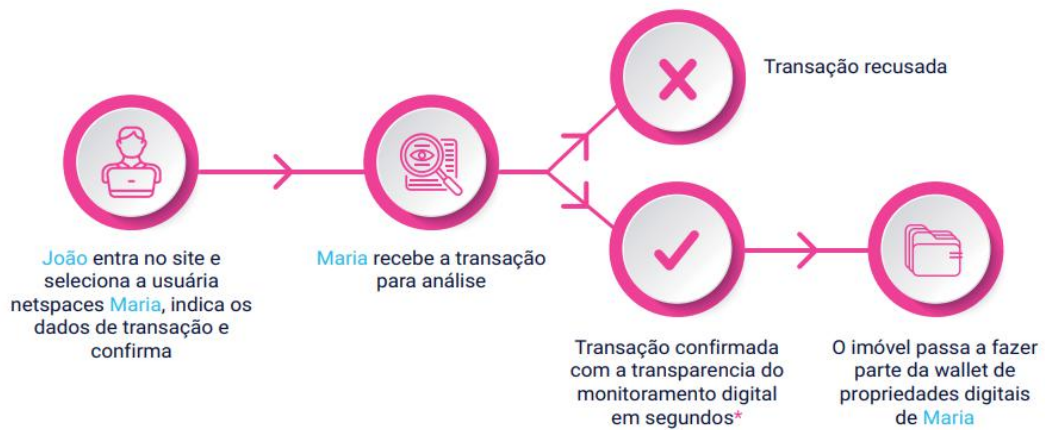 João entra no site e
seleciona a usuária
netspaces Maria, indica os
dados de transação e
confirma
Maria recebe a transação
para análise
Transação recusada
Transação confirmada
com a transparencia do
monitoramento digital
em segundos*
O imóvel passa a fazer
parte da wallet de
propriedades digitais
de Maria